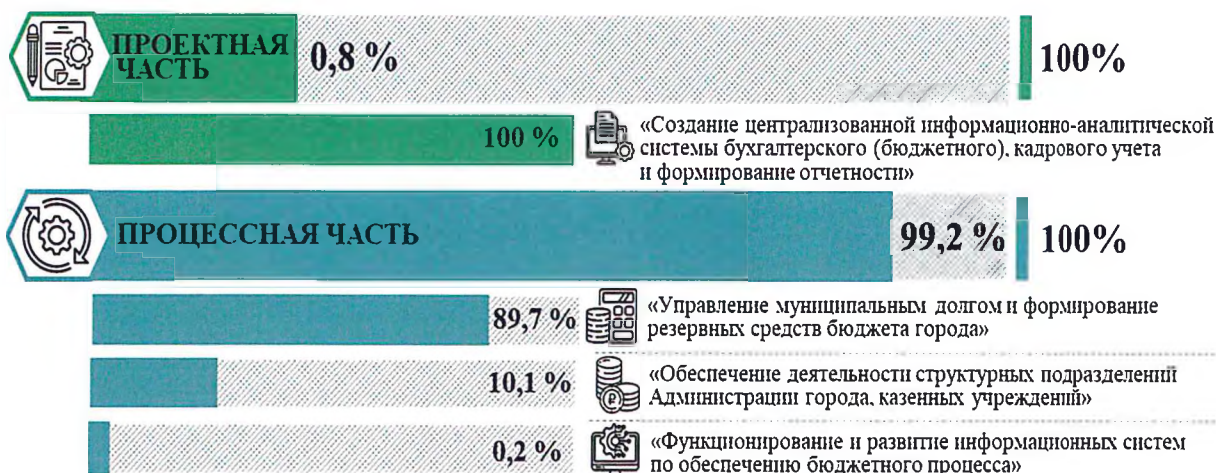 ПРОЕКТНАЯ
ЧАСТЬ
0,8 %
100%
100 %
«Создание централизованной информационно-аналитической
системы бухгалтерского (бюджетного), кадрового учета
и формирование отчетности»
ПРОЦЕССНАЯ ЧАСТЬ
99,2 %
100%
89,7 %
«Управление муниципальным долгом и формирование
резервных средств бюджета города»
10,1 %
«Обеспечение деятельности структурных подразделений
Администрации города, казенных учреждений»
0,2 %
«Функционирование и развитие информационных систем
по обеспечению бюджетного процесса»